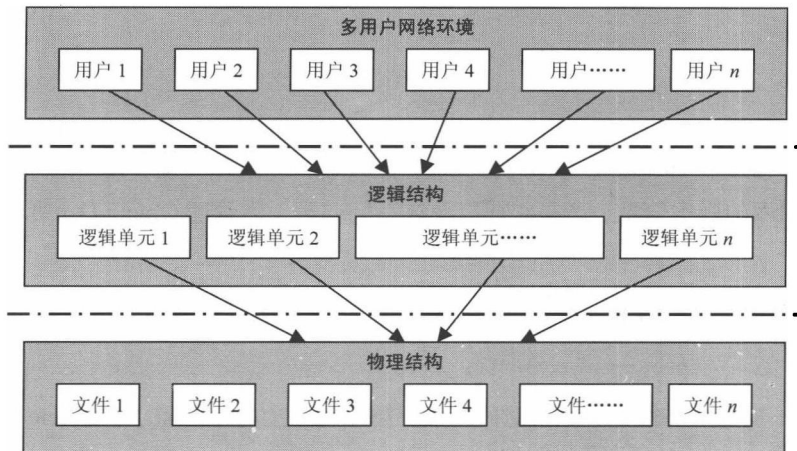 多用户网络环境
用户 1 用户 2 用户 3 用户 4 用户…… 用户 n
逻辑结构
逻辑单元 1 逻辑单元 2 逻辑单元…… 逻辑单元 n
物理结构
文件 1 文件 2 文件 3 文件 4 文件…… 文件 n